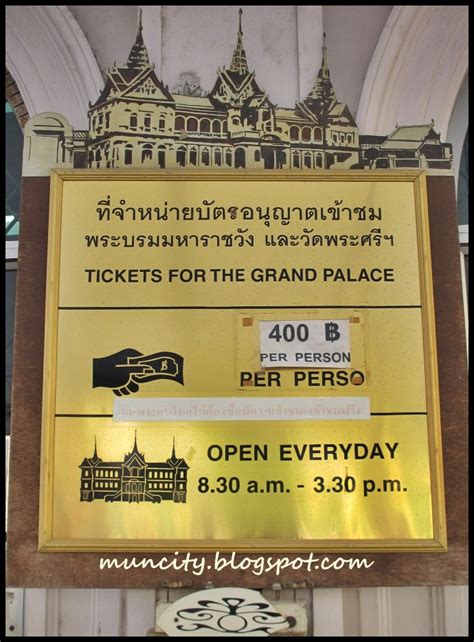 ที่จำหน่ายบัตรอนุญาตเข้าชม
พระบรมมหาราชวัง และวัดพระศรีฯ
TICKETS FOR THE GRAND PALACE
400 ฿
PER PERSON
PER PERSO
฿
OPEN EVERYDAY
8.30 a.m. - 3.30 p.m.
muncity.blogspot.com